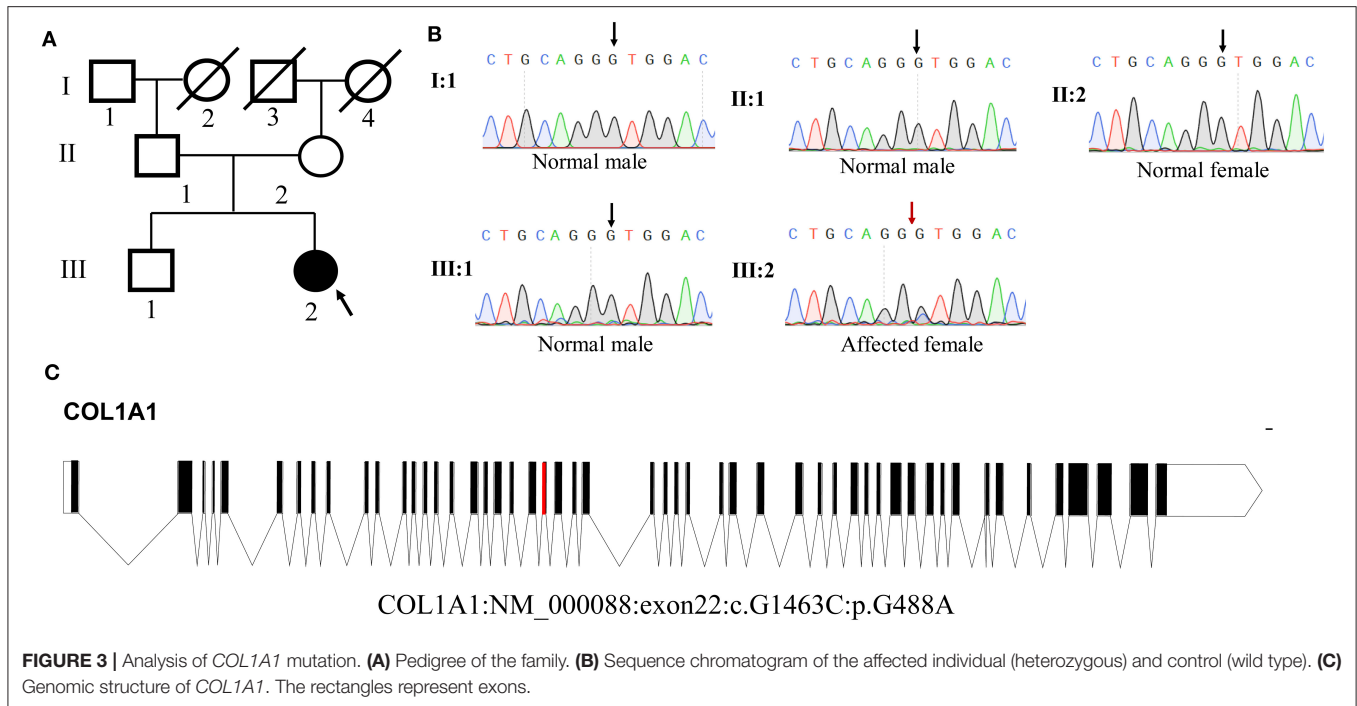 A
I
1
2
3
4
II
1
2
III
1
2
B
I:1
C T G C A G G G T G G A C
Normal male
II:1
C T G C A G G G T G G A C
Normal male
II:2
C T G C A G G G T G G A C
Normal female
III:1
C T G C A G G G T G G A C
Normal male
III:2
C T G C A G G G T G G A C
Affected female
C
COL1A1
-
COL1A1:NM_000088:exon22:c.G1463C:p.G488A
FIGURE 3 | Analysis of COL1A1 mutation. (A) Pedigree of the family. (B) Sequence chromatogram of the affected individual (heterozygous) and control (wild type). (C)
Genomic structure of COL1A1. The rectangles represent exons.